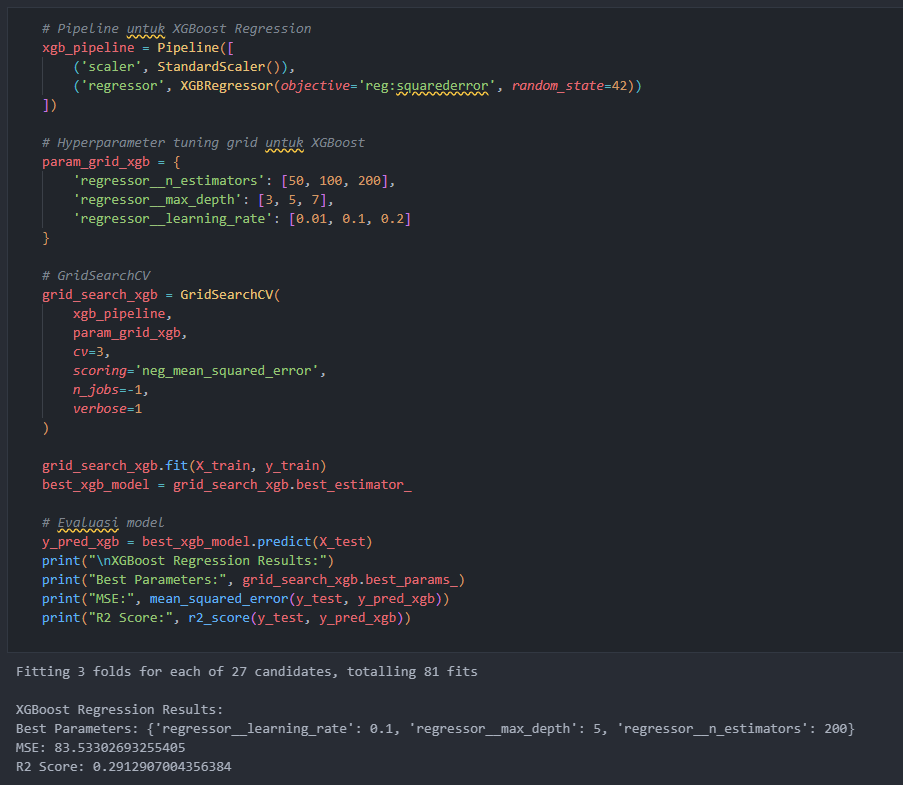 # Pipeline untuk XGBoost Regression
xgb_pipeline = Pipeline([
    ('scaler', StandardScaler()),
    ('regressor', XGBRegressor(objective='reg:squarederror', random_state=42))
])

# Hyperparameter tuning grid untuk XGBoost
param_grid_xgb = {
    'regressor__n_estimators': [50, 100, 200],
    'regressor__max_depth': [3, 5, 7],
    'regressor__learning_rate': [0.01, 0.1, 0.2]
}

# GridSearchCV
grid_search_xgb = GridSearchCV(
    xgb_pipeline,
    param_grid_xgb,
    cv=3,
    scoring='neg_mean_squared_error',
    n_jobs=-1,
    verbose=1
)

grid_search_xgb.fit(X_train, y_train)
best_xgb_model = grid_search_xgb.best_estimator_

# Evaluasi model
y_pred_xgb = best_xgb_model.predict(X_test)
print("\nXGBoost Regression Results:")
print("Best Parameters:", grid_search_xgb.best_params_)
print("MSE:", mean_squared_error(y_test, y_pred_xgb))
print("R2 Score:", r2_score(y_test, y_pred_xgb))

Fitting 3 folds for each of 27 candidates, totalling 81 fits

XGBoost Regression Results:
Best Parameters: {'regressor__learning_rate': 0.1, 'regressor__max_depth': 5, 'regressor__n_estimators': 200}
MSE: 83.53302693255405
R2 Score: 0.2912907004356384